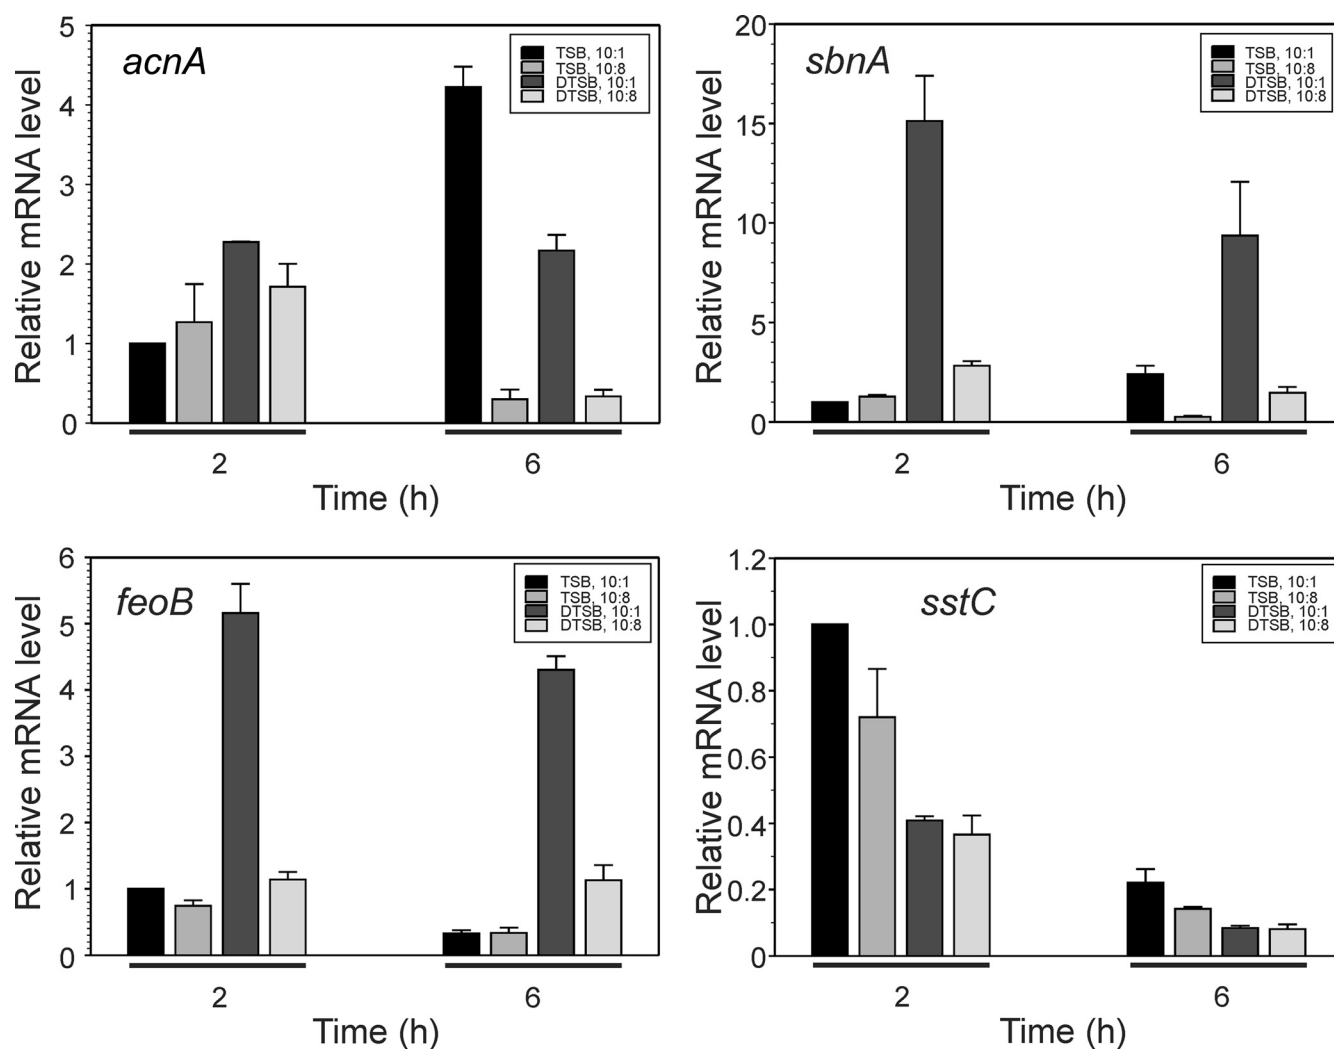 acnA
TSB, 10:1
TSB, 10:8
DTSB, 10:1
DTSB, 10:8
Relative mRNA level
5
4
3
2
1
0
2
6
Time (h)
sbnA
TSB, 10:1
TSB, 10:8
DTSB, 10:1
DTSB, 10:8
Relative mRNA level
20
15
10
5
0
2
6
Time (h)
feoB
TSB, 10:1
TSB, 10:8
DTSB, 10:1
DTSB, 10:8
Relative mRNA level
6
5
4
3
2
1
0
2
6
Time (h)
sstC
TSB, 10:1
TSB, 10:8
DTSB, 10:1
DTSB, 10:8
Relative mRNA level
1.2
1.0
0.8
0.6
0.4
0.2
0
2
6
Time (h)